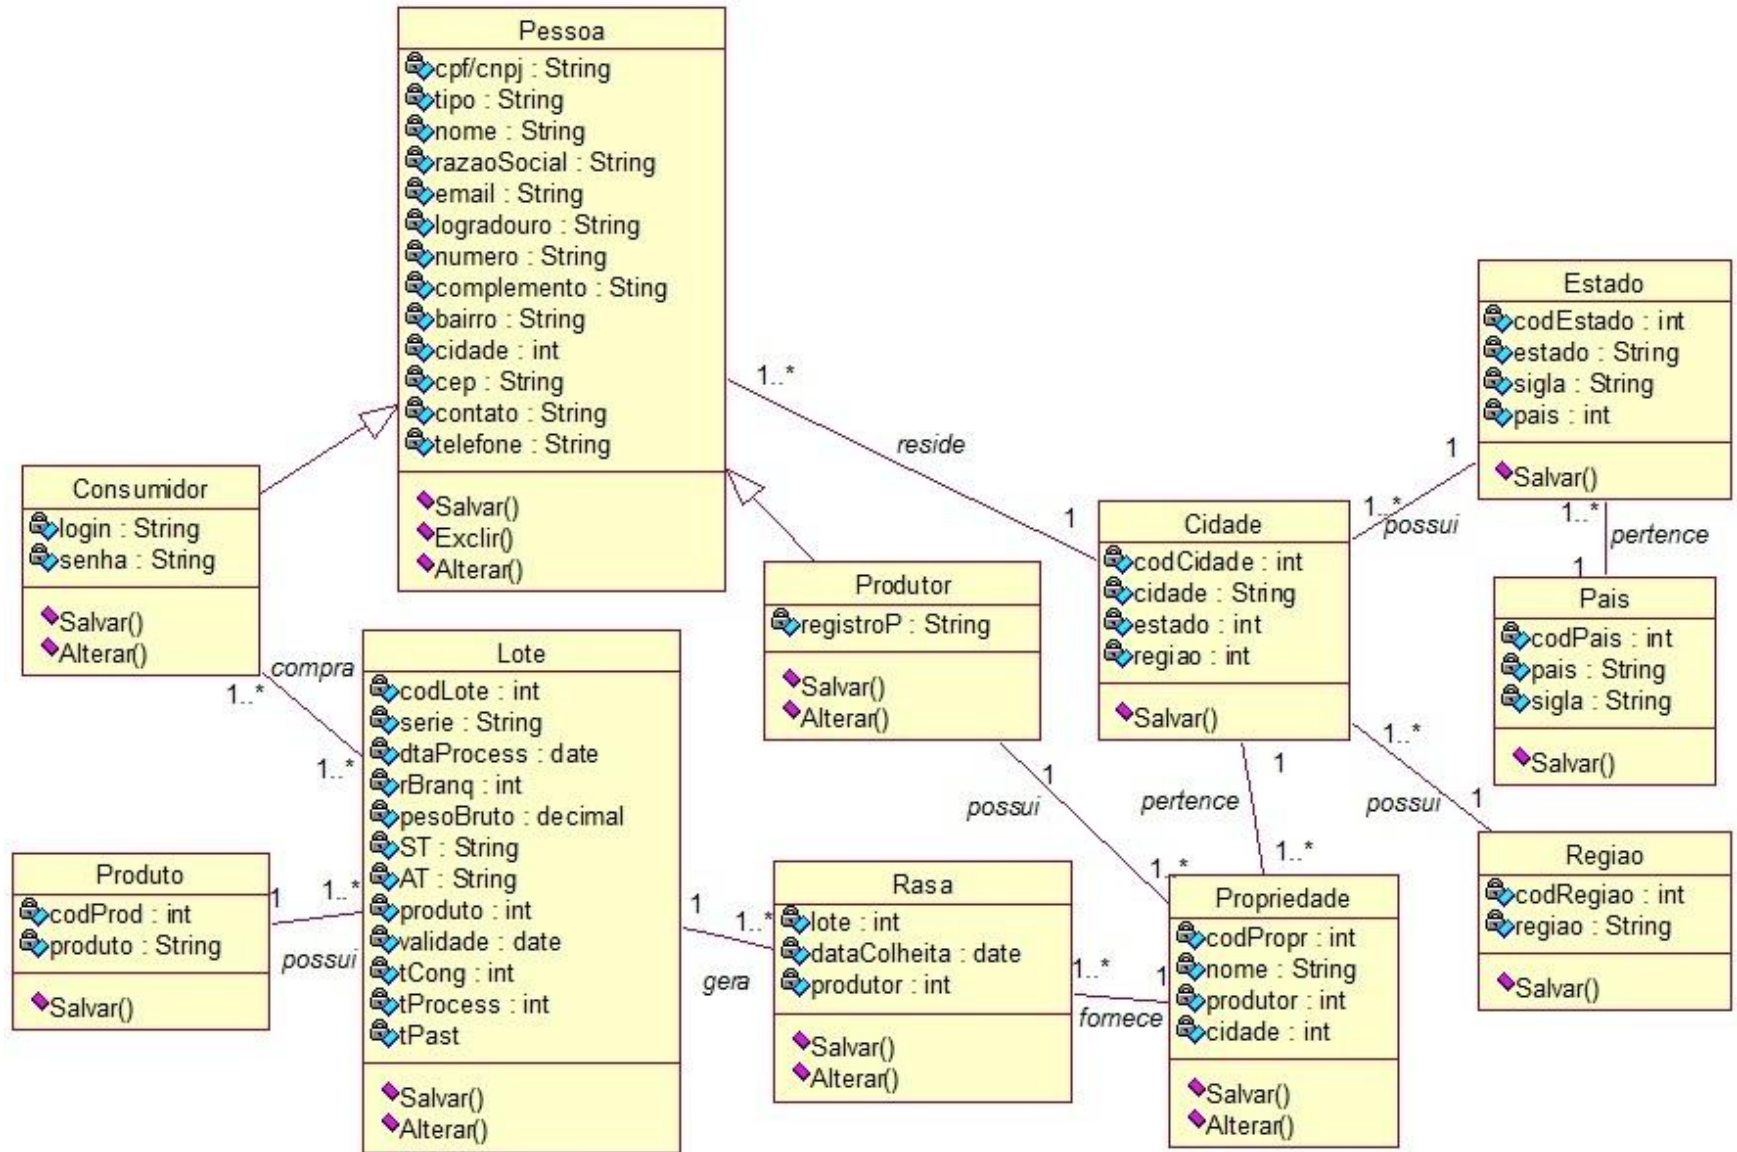 Pessoa
cpf/cnpj : String
tipo : String
nome : String
razaoSocial : String
email : String
logradouro : String
numero : String
complemento : Sting
bairro : String
cidade : int
cep : String
contato : String
telefone : String
Salvar()
Exclir()
Alterar()
Consumidor
login : String
senha : String
Salvar()
Alterar()
1..*
reside
1
Estado
codEstado : int
estado : String
sigla : String
pais : int
Salvar()
1
1..*
possui
1..*
pertence
1
Cidade
codCidade : int
cidade : String
estado : int
regiao : int
Salvar()
Pais
codPais : int
pais : String
sigla : String
Salvar()
Produtor
registroP : String
Salvar()
Alterar()
compra
1..*
1..*
Lote
codLote : int
serie : String
dtaProcess : date
rBranq : int
pesoBruto : decimal
ST : String
AT : String
produto : int
validade : date
tCong : int
tProcess : int
tPast
Salvar()
Alterar()
1
possui
1..*
1
pertence
1..*
1..*
possui
1
Produto
codProd : int
produto : String
Salvar()
1
1..*
possui
1
1..*
gera
Rasa
lote : int
dataColheita : date
produtor : int
Salvar()
Alterar()
1..*
1
fornece
Propriedade
codPropr : int
nome : String
produtor : int
cidade : int
Salvar()
Alterar()
Regiao
codRegiao : int
regiao : String
Salvar()